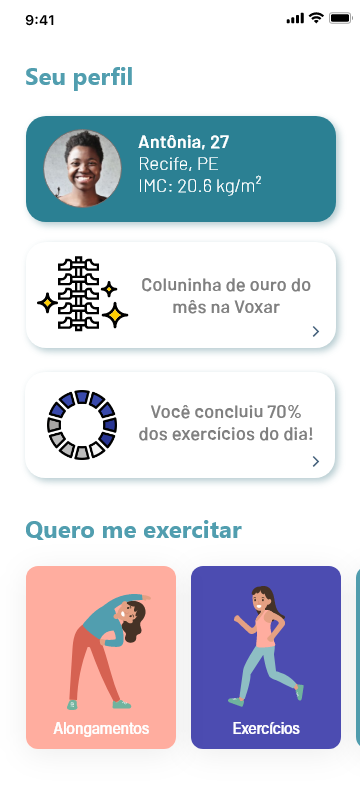 9:41
Seu perfil
Antônia, 27
Recife, PE
IMC: 20.6 kg/m²
Coluninha de ouro do
mês na Voxar
Você concluiu 70%
dos exercícios do dia!
Quero me exercitar
Alongamentos
Exercícios